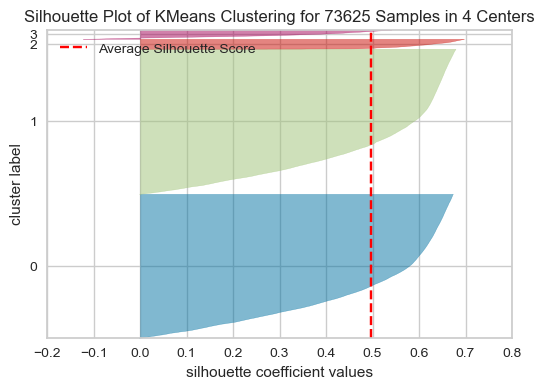 Silhouette Plot of KMeans Clustering for 73625 Samples in 4 Centers
3
2
Average Silhouette Score
1
0
cluster label
−0.2 −0.1 0.0 0.1 0.2 0.3 0.4 0.5 0.6 0.7 0.8
silhouette coefficient values